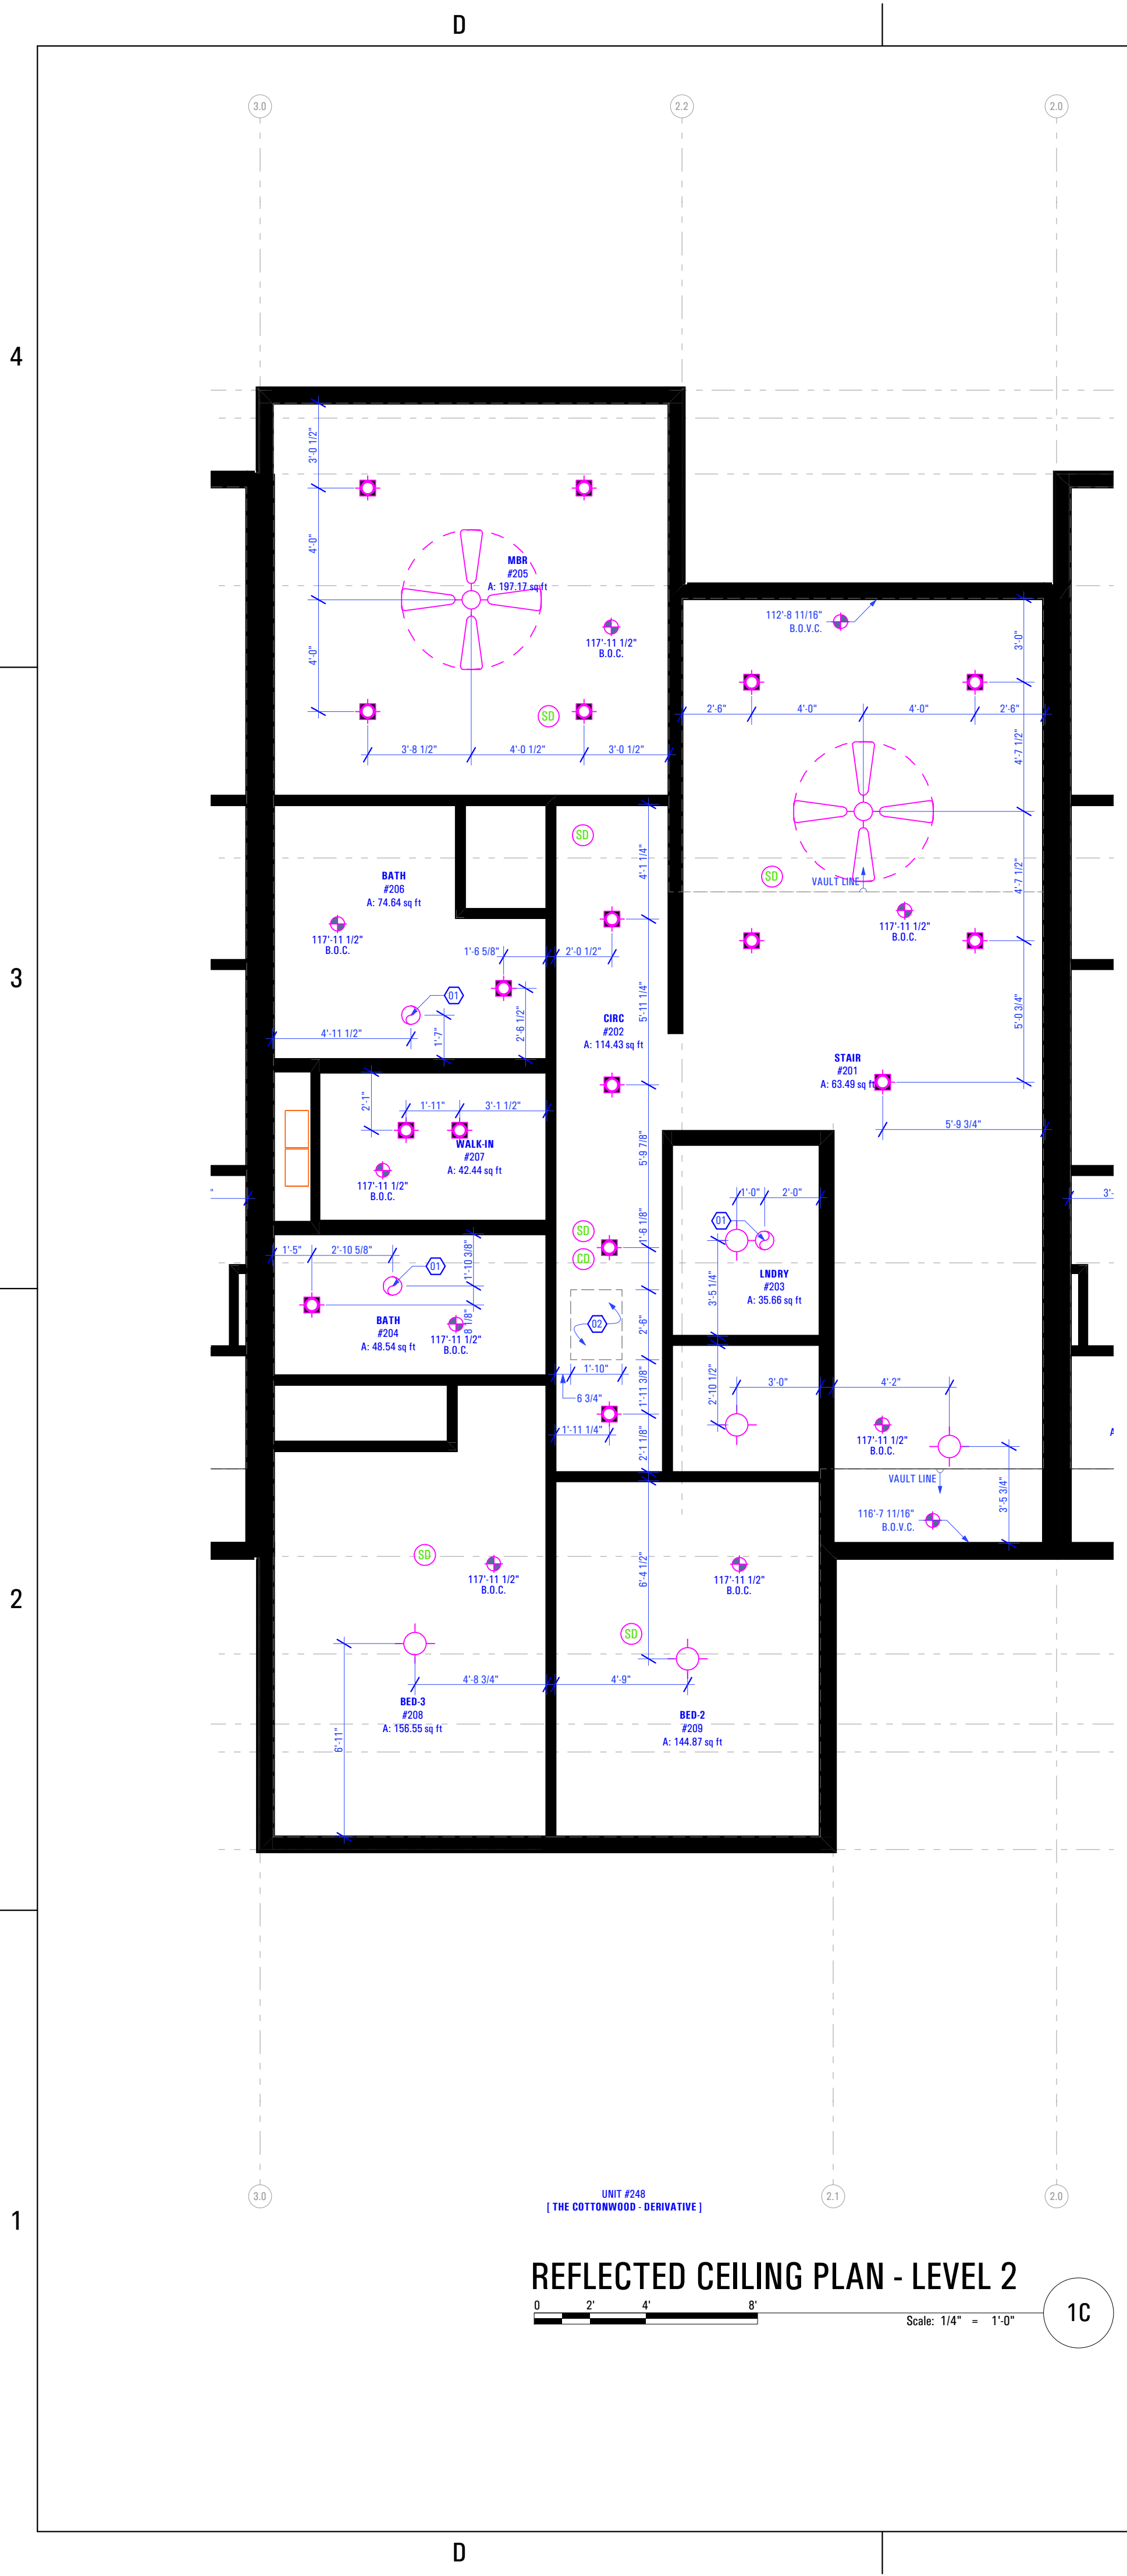 D
3.0
2.2
2.0
4
3'-0 1/2"
4'-0"
4'-0"
MBR
#205
A: 197.17 sq ft
117'-11 1/2"
B.O.C.
SD
3'-8 1/2"
4'-0 1/2"
3'-0 1/2"
112'-8 11/16"
B.O.V.C.
3'-0"
2'-6"
4'-0"
4'-0"
2'-6"
4'-7 1/2"
4'-7 1/2"
SD
VAULT LINE
117'-11 1/2"
B.O.C.
5'-0 3/4"
SD
4'-1 1/4"
BATH
#206
A: 74.64 sq ft
117'-11 1/2"
B.O.C.
3
1'-6 5/8"
2'-0 1/2"
01
4'-11 1/2"
1'-7"
2'-6 1/2"
5'-11 1/4"
CIRC
#202
A: 114.43 sq ft
STAIR
#201
A: 63.49 sq ft
5'-9 3/4"
2'-1"
1'-11"
3'-1 1/2"
WALK-IN
#207
A: 42.44 sq ft
117'-11 1/2"
B.O.C.
5'-9 7/8"
"
3'-
1'-0"
2'-0"
01
SD
CD
1'-6 1/8"
1'-5"
2'-10 5/8"
01
1'-10 3/8"
8 1/8"
BATH
#204
A: 48.54 sq ft
117'-11 1/2"
B.O.C.
LNDRY
#203
A: 35.66 sq ft
3'-5 1/4"
02
2'-6"
1'-10"
6 3/4"
1'-11 3/8"
1'-11 1/4"
2'-1 1/8"
2'-10 1/2"
3'-0"
4'-2"
117'-11 1/2"
B.O.C.
A
VAULT LINE
3'-5 3/4"
116'-7 11/16"
B.O.V.C.
2
SD
117'-11 1/2"
B.O.C.
6'-4 1/2"
117'-11 1/2"
B.O.C.
SD
4'-8 3/4"
4'-9"
BED-3
#208
A: 156.55 sq ft
6'-11"
BED-2
#209
A: 144.87 sq ft
3.0
2.1
2.0
UNIT #248
[ THE COTTONWOOD - DERIVATIVE ]
1
REFLECTED CEILING PLAN - LEVEL 2
0 2' 4' 8'
Scale: 1/4" = 1'-0"
1C
D